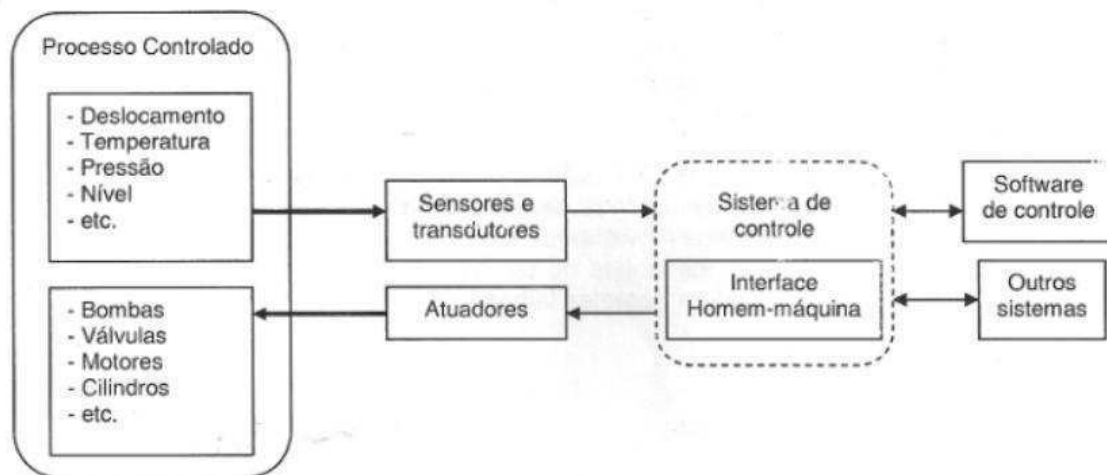 Processo Controlado
- Deslocamento
- Temperatura
- Pressão
- Nível
- etc.
- Bombas
- Válvulas
- Motores
- Cilindros
- etc.
Sensores e
transdutores
Atuadores
Sistema de
controle
Interface
Homem-máquina
Software
de controle
Outros
sistemas